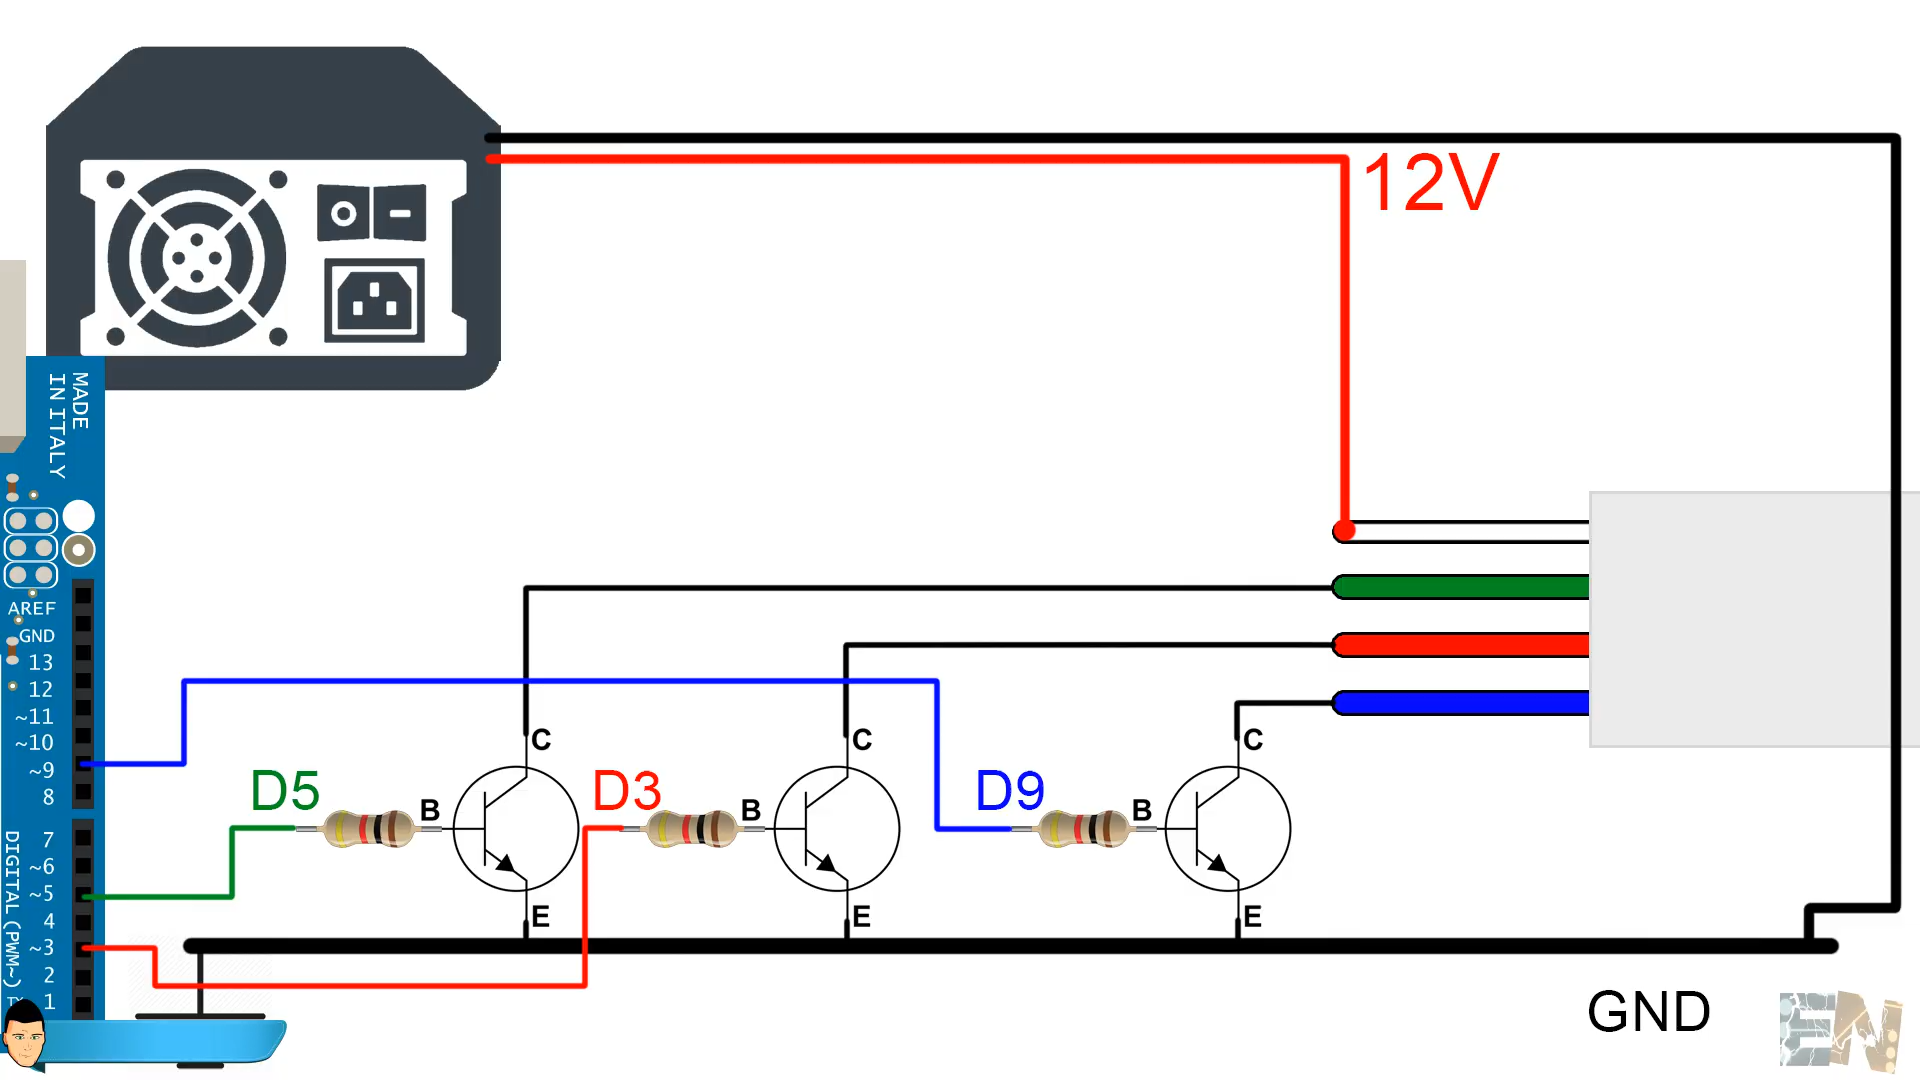 12V
MADE
IN ITALY
AREF
GND
13
12
~11
~10
~9
8
7
~6
~5
4
~3
2
1
DIGITAL (PWM~)
C
C
C
D5
B
D3
B
D9
B
E
E
E
GND
EN